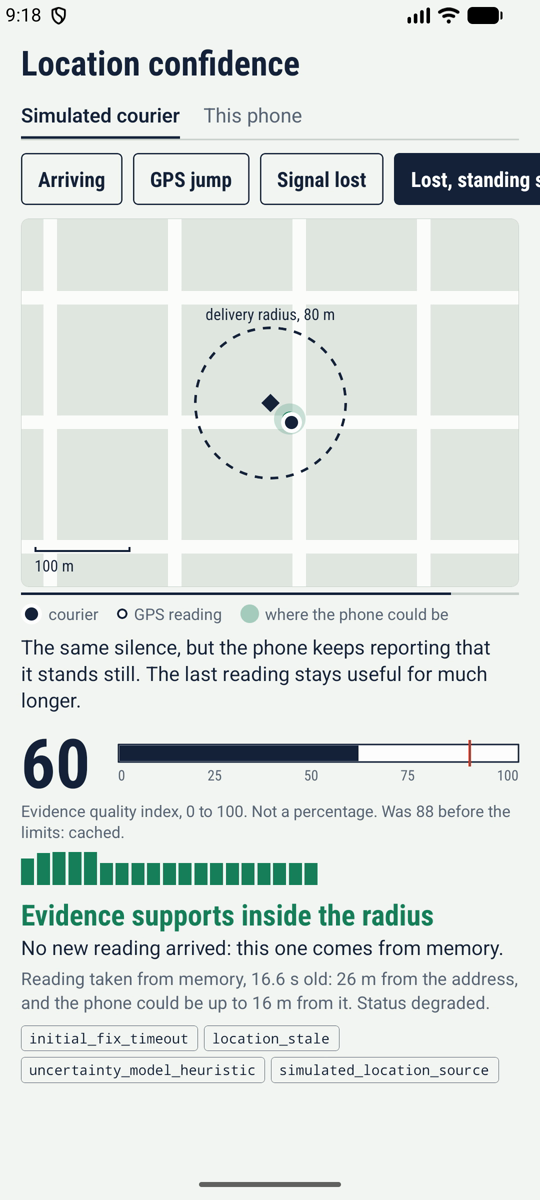 9:18
Location confidence
Simulated courier This phone
Arriving GPS jump Signal lost Lost, standing s
delivery radius, 80 m
100 m
courier GPS reading where the phone could be
The same silence, but the phone keeps reporting that
it stands still. The last reading stays useful for much
longer.
60
0 25 50 75 100
Evidence quality index, 0 to 100. Not a percentage. Was 88 before the
limits: cached.
Evidence supports inside the radius
No new reading arrived: this one comes from memory.
Reading taken from memory, 16.6 s old: 26 m from the address,
and the phone could be up to 16 m from it. Status degraded.
initial_fix_timeout location_stale
uncertainty_model_heuristic simulated_location_source